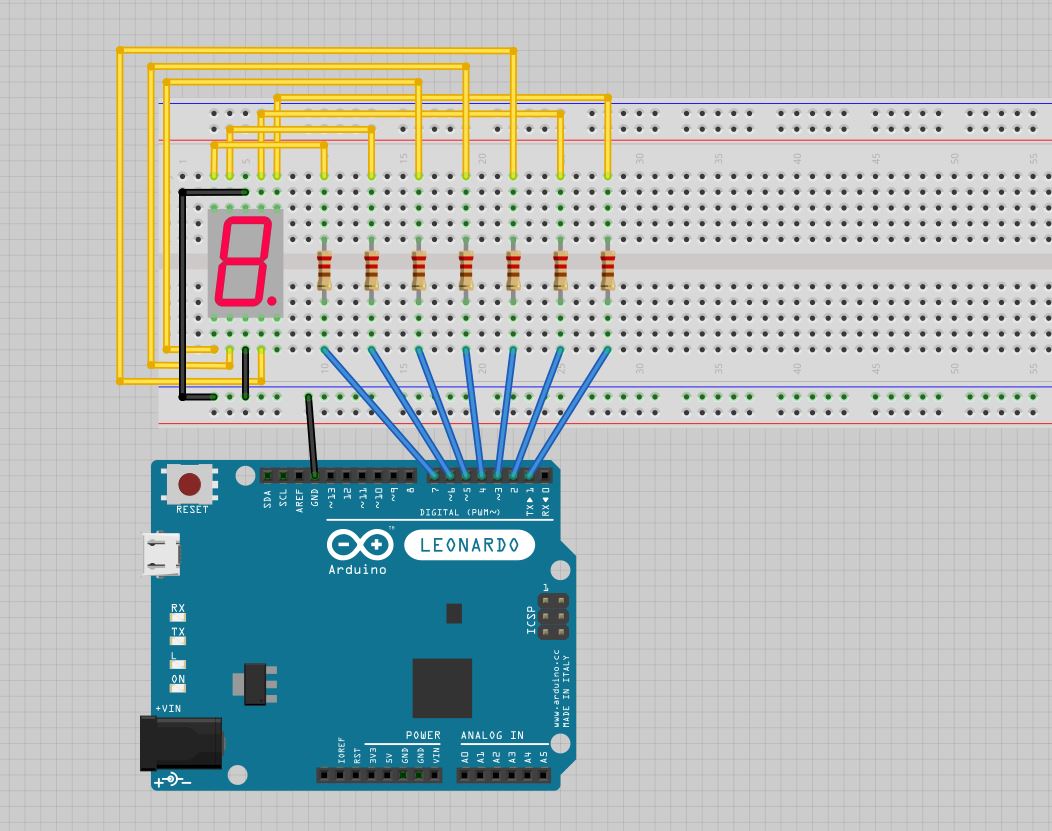 1 5 10 15 20 25 30 35 40 45 50 55
1 5 10 15 20 25 30 35 40 45 50 55
RESET
SDA
SCL
AREF
GND
~13
12
~11
~10
~9
8
7
~6
~5
4
~3
2
TX▶1
RX◀0
DIGITAL (PWM~)
TM
LEONARDO
Arduino
1
ICSP
RX
TX
L
ON
+VIN
www.arduino.cc
MADE IN ITALY
POWER
ANALOG IN
IOREF
RST
3V3
5V
GND
GND
VIN
A0
A1
A2
A3
A4
A5